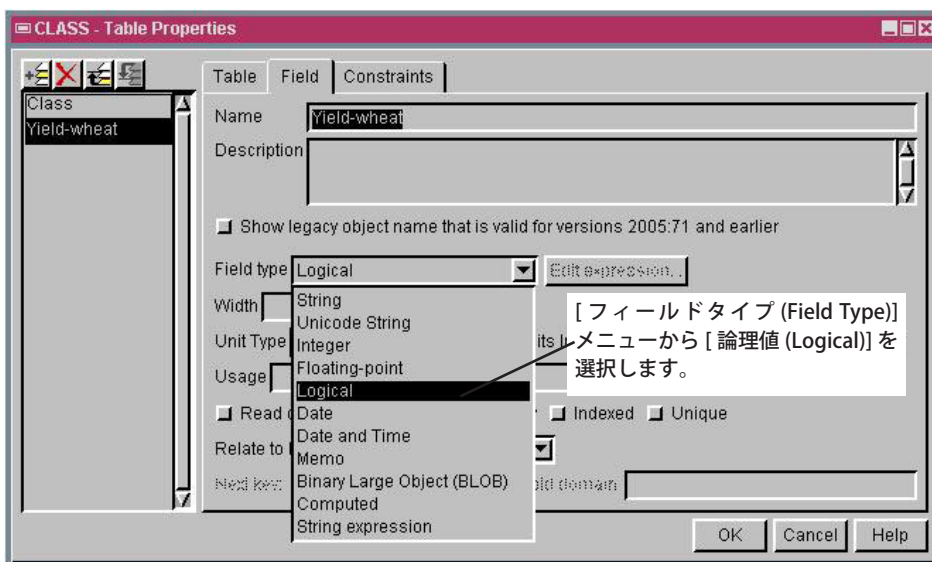 CLASS - Table Properties
Table Field Constraints
Class
Yield-wheat
Name Yield-wheat
Description
Show legacy object name that is valid for versions 2005:71 and earlier
Field type Logical Edit expression...
Width
String
Unicode String
Unit Type
Integer
Floating-point
Usage
Logical
Read
Date
Indexed Unique
Date and Time
Relate to
Memo
Next key:
Binary Large Object (BLOB)
domain
Computed
String expression
[ フィールドタイプ (Field Type)]
メニューから [ 論理値 (Logical)] を
選択します。
OK Cancel Help